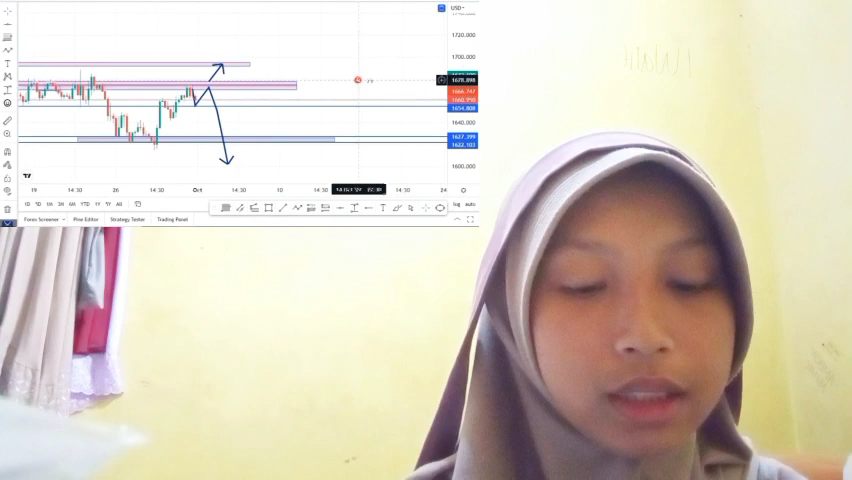 USD
1720.000
1700.000
1678.898
1666.747
1660.910
1654.808
1640.000
1627.399
1622.103
1600.000
19 14:30 26 14:30 Oct 14:30 10 14:30 14:30 24
1D 5D 1M 3M 6M YTD 1Y 5Y All
log auto
Forex Screener Pine Editor Strategy Tester Trading Panel